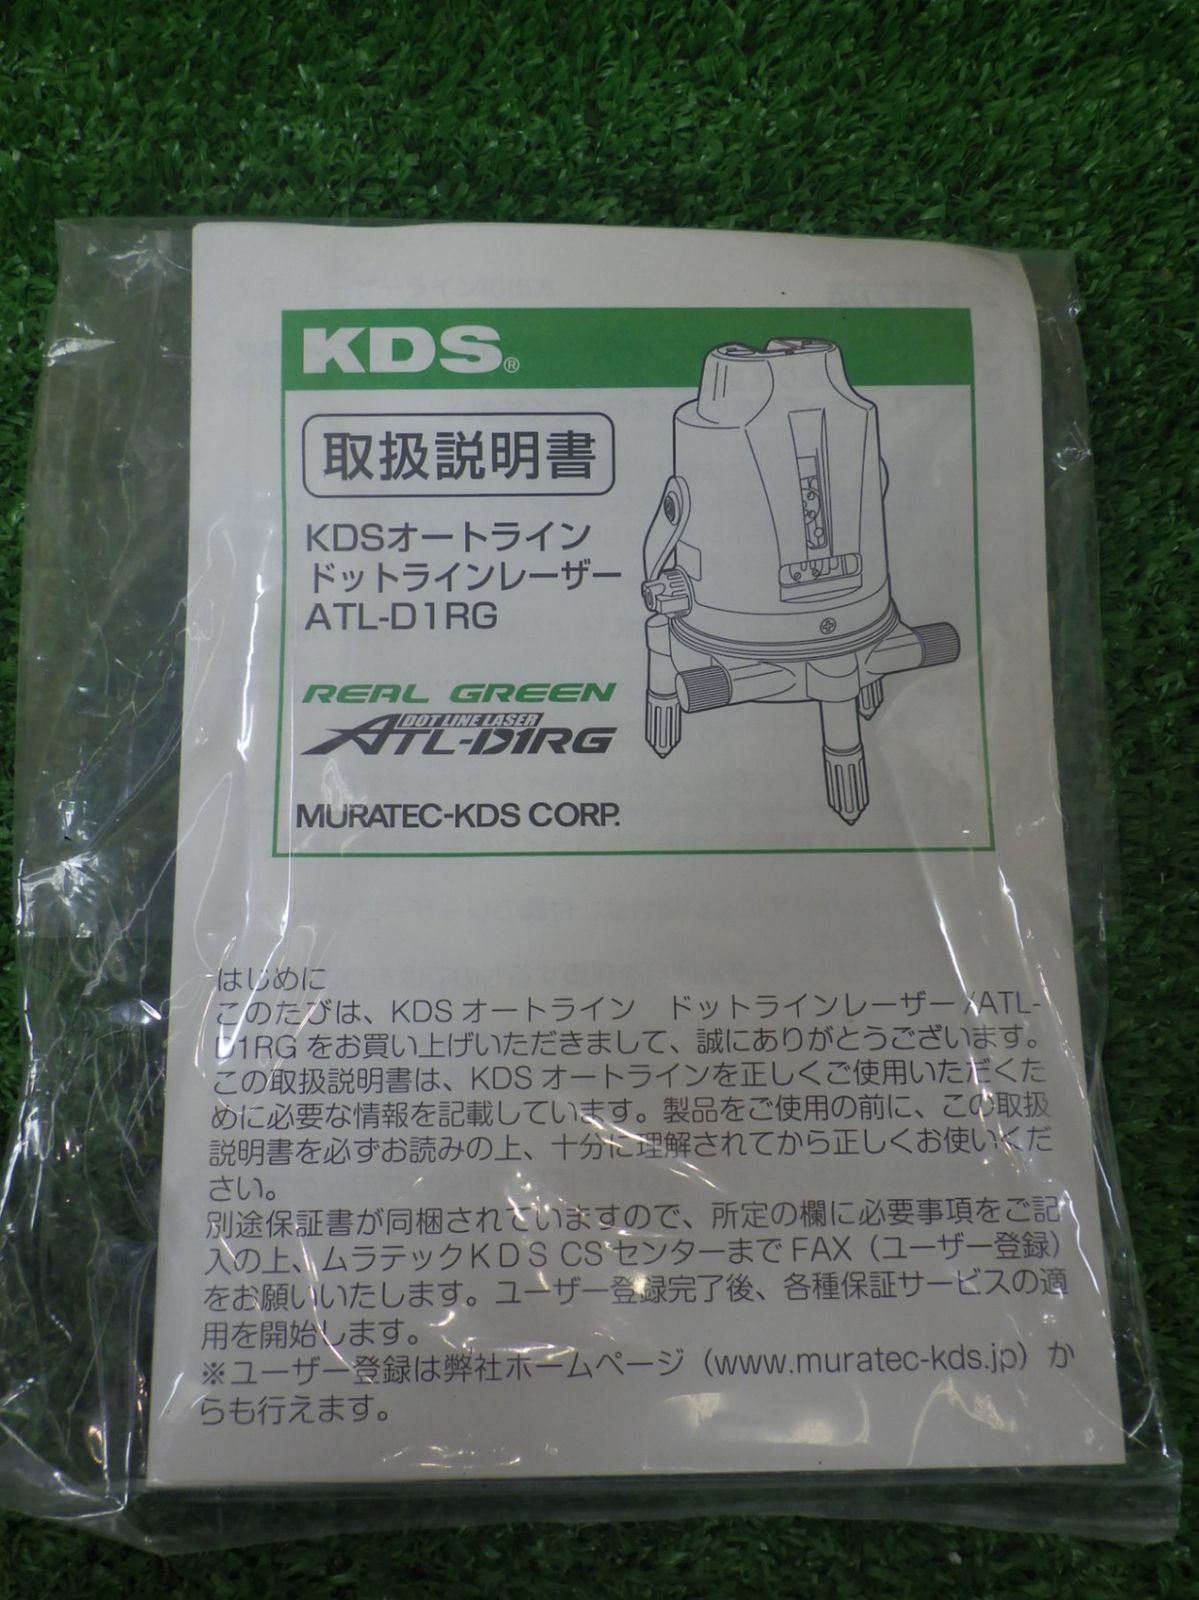 KDS®
取扱説明書
KDSオートライン
ドットラインレーザー
ATL-D1RG
REAL GREEN
DOT LINE LASER
ATL-D1RG
MURATEC-KDS CORP.
はじめに
このたびは、KDS オートライン　ドットラインレーザー/ATL-
D1RG をお買い上げいただきまして、誠にありがとうございます。
この取扱説明書は、KDS オートラインを正しくご使用いただくた
めに必要な情報を記載しています。製品をご使用の前に、この取扱
説明書を必ずお読みの上、十分に理解されてから正しくお使いくだ
さい。
別途保証書が同梱されていますので、所定の欄に必要事項をご記
入の上、ムラテックKDS CS センターまで FAX（ユーザー登録）
をお願いいたします。ユーザー登録完了後、各種保証サービスの適
用を開始します。
※ユーザー登録は弊社ホームページ（www.muratec-kds.jp）か
らも行えます。